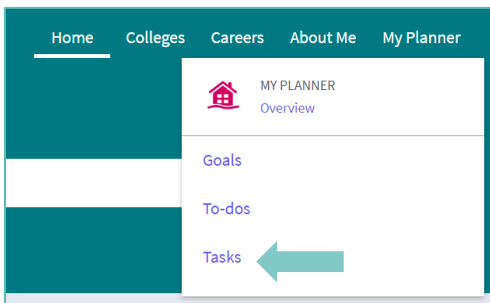 Home Colleges Careers About Me My Planner
MY PLANNER
Overview
Goals
To-dos
Tasks